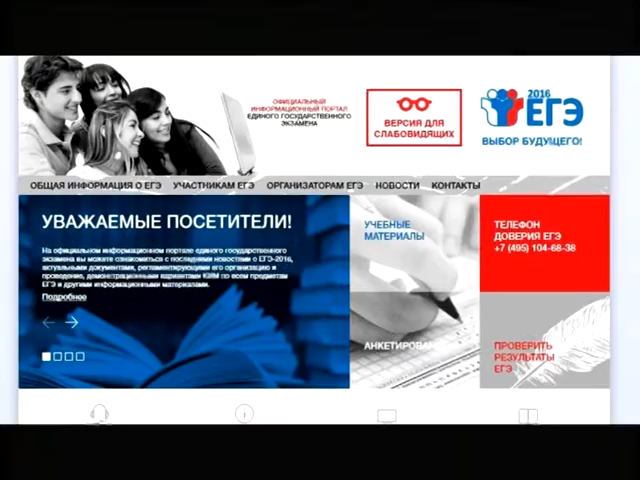 ОФИЦИАЛЬНЫЙ
ИНФОРМАЦИОННЫЙ ПОРТАЛ
ЕДИНОГО ГОСУДАРСТВЕННОГО
ЭКЗАМЕНА
ВЕРСИЯ ДЛЯ
СЛАБОВИДЯЩИХ
2016
ЕГЭ
ВЫБОР БУДУЩЕГО!
ОБЩАЯ ИНФОРМАЦИЯ О ЕГЭ УЧАСТНИКАМ ЕГЭ ОРГАНИЗАТОРАМ ЕГЭ НОВОСТИ КОНТАКТЫ
УВАЖАЕМЫЕ ПОСЕТИТЕЛИ!
На официальном информационном портале единого государственного
экзамена вы можете ознакомиться с последними новостями о ЕГЭ-2016,
актуальными документами, регламентирующими его организацию и
проведение, демонстрационными вариантами КИМ по всем предметам
ЕГЭ и другими информационными материалами.
Подробнее
УЧЕБНЫЕ
МАТЕРИАЛЫ
АНКЕТИРОВА
ТЕЛЕФОН
ДОВЕРИЯ ЕГЭ
+7 (495) 104-68-38
ПРОВЕРИТЬ
РЕЗУЛЬТАТЫ
ЕГЭ